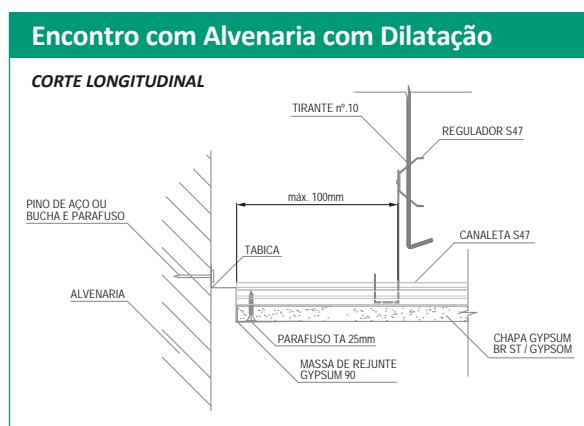 Encontro com Alvenaria com Dilatação
CORTE LONGITUDINAL
TIRANTE nº.10
REGULADOR S47
máx. 100mm
PINO DE AÇO OU
BUCHA E PARAFUSO
CANALETA S47
TABICA
ALVENARIA
PARAFUSO TA 25mm
CHAPA GYPSUM
BR ST / GYPSOM
MASSA DE REJUNTE
GYPSUM 90